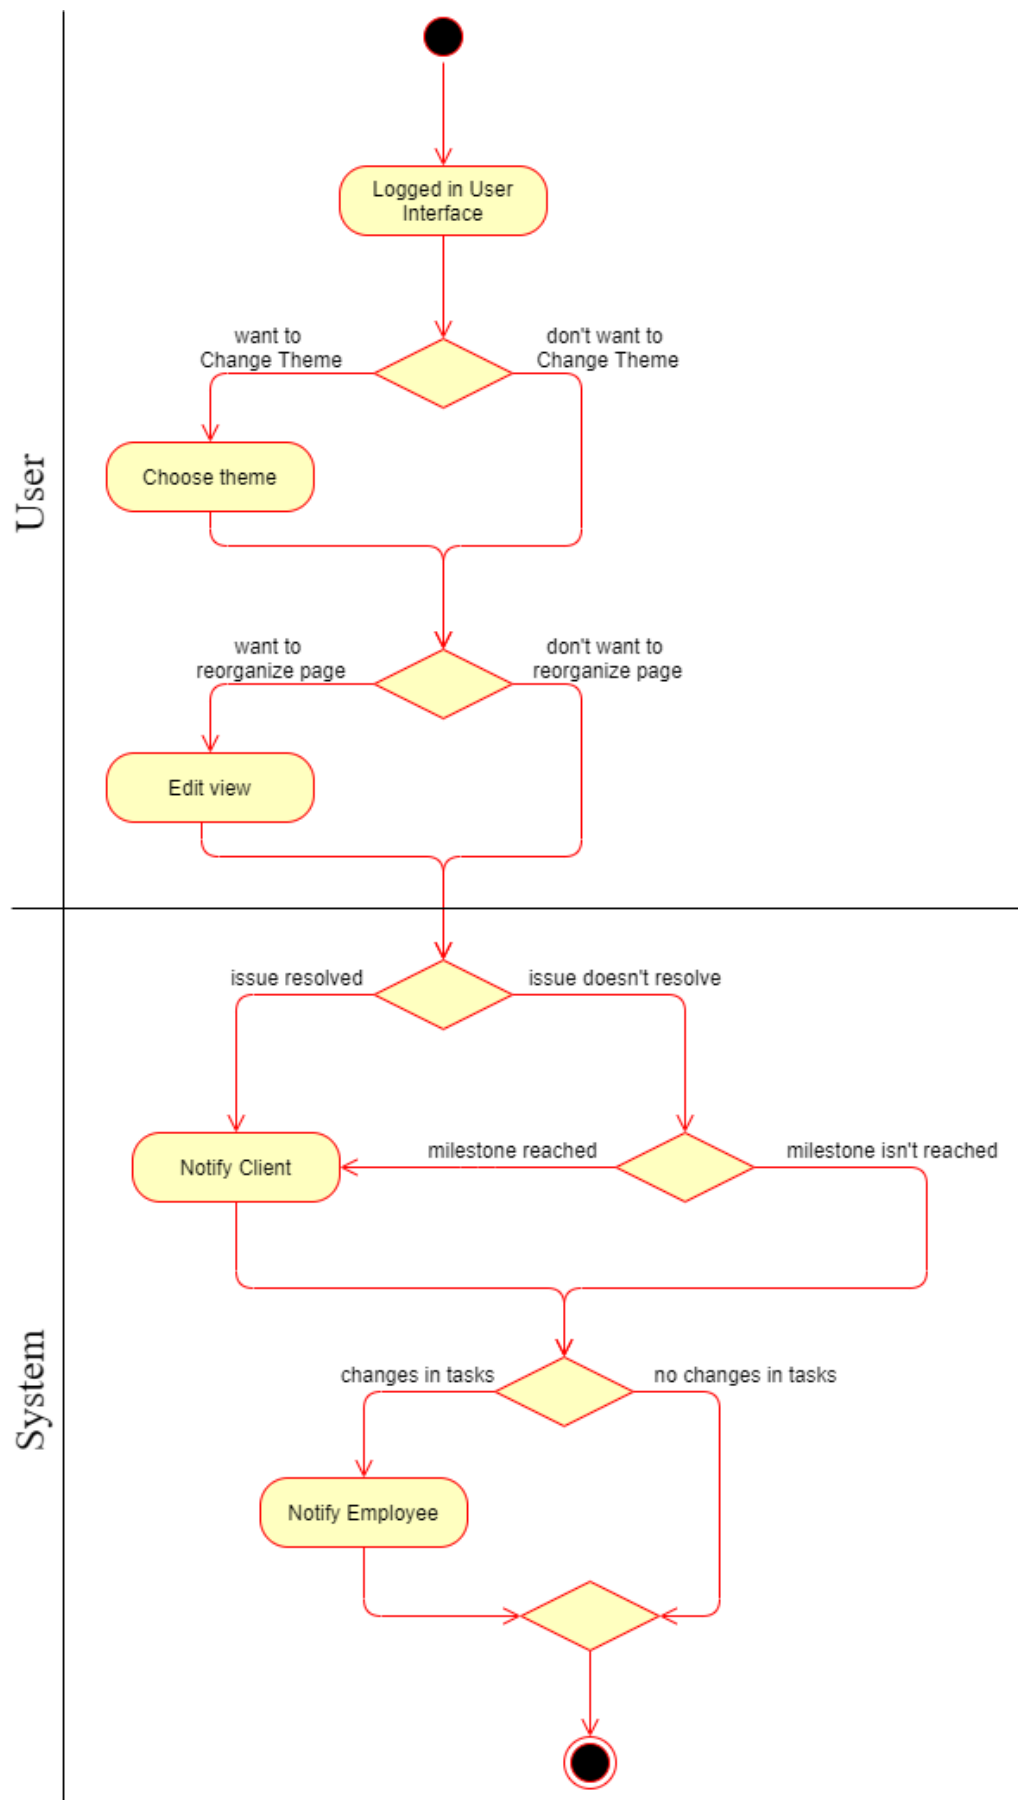 Logged in User
Interface
want to
Change Theme
don't want to
Change Theme
Choose theme
User
want to
reorganize page
don't want to
reorganize page
Edit view
issue resolved
issue doesn't resolve
milestone reached
milestone isn't reached
Notify Client
System
changes in tasks
no changes in tasks
Notify Employee